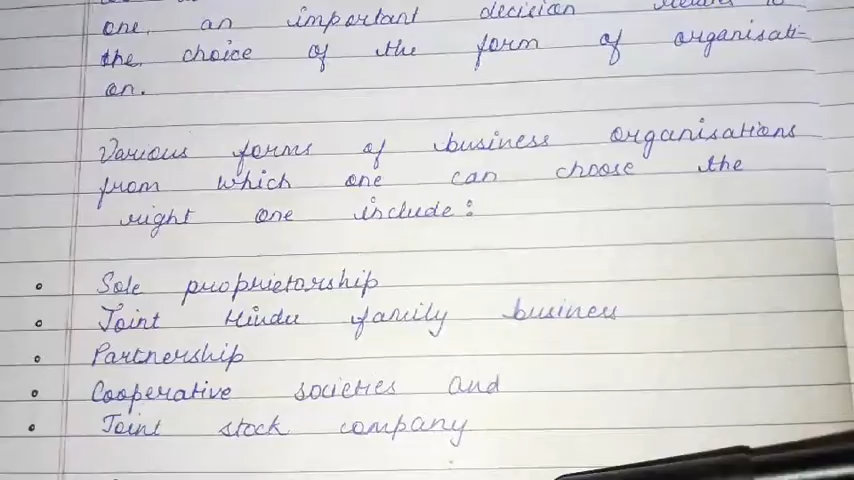 one, an important decision
the, choice of the form of organisati-
on.
Various forms of business organisations
from which one can choose the
right one include:
• Sole proprietorship
• Joint Hindu family business
• Partnership
• Cooperative societies and
• Joint stock company